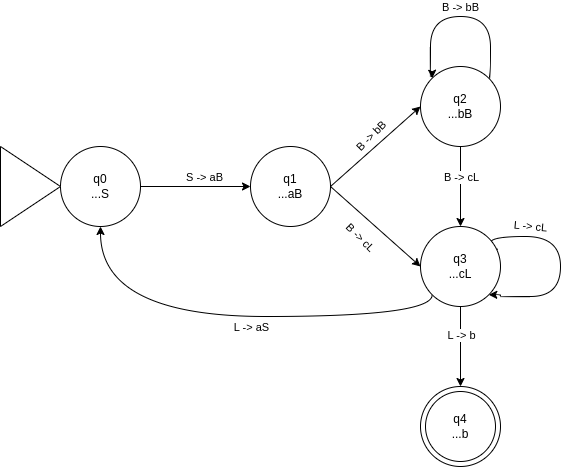 B -> bB
q2
...bB
B -> bB
q0
...S
S -> aB
q1
...aB
B -> cL
B -> cL
L -> cL
q3
...cL
L -> aS
L -> b
q4
...b